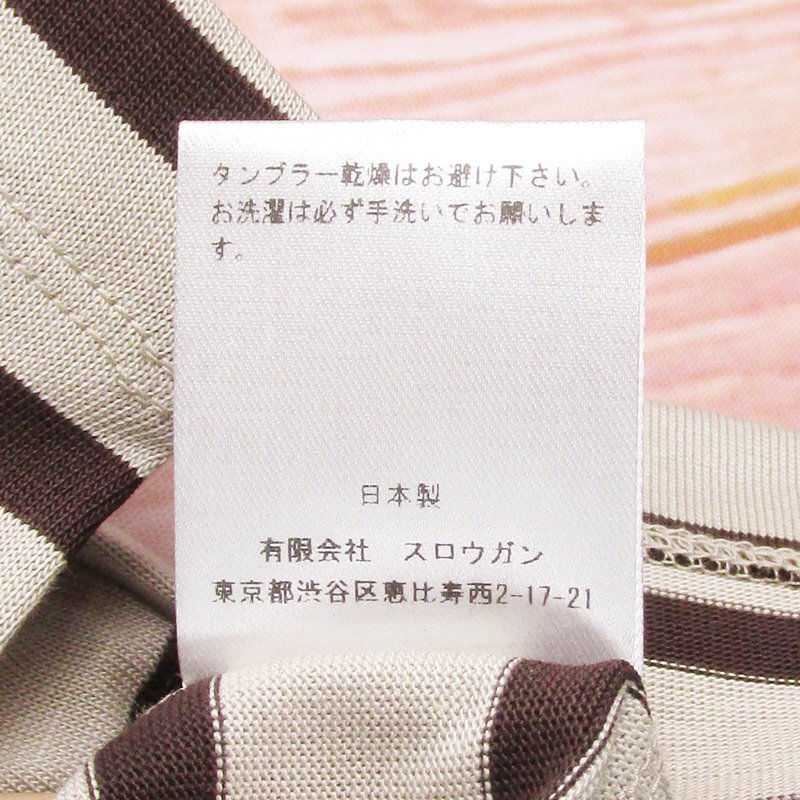 タンブラー乾燥はお避け下さい。
お洗濯は必ず手洗いでお願いしま
す。
日本製
有限会社　スロウガン
東京都渋谷区恵比寿西2-17-21